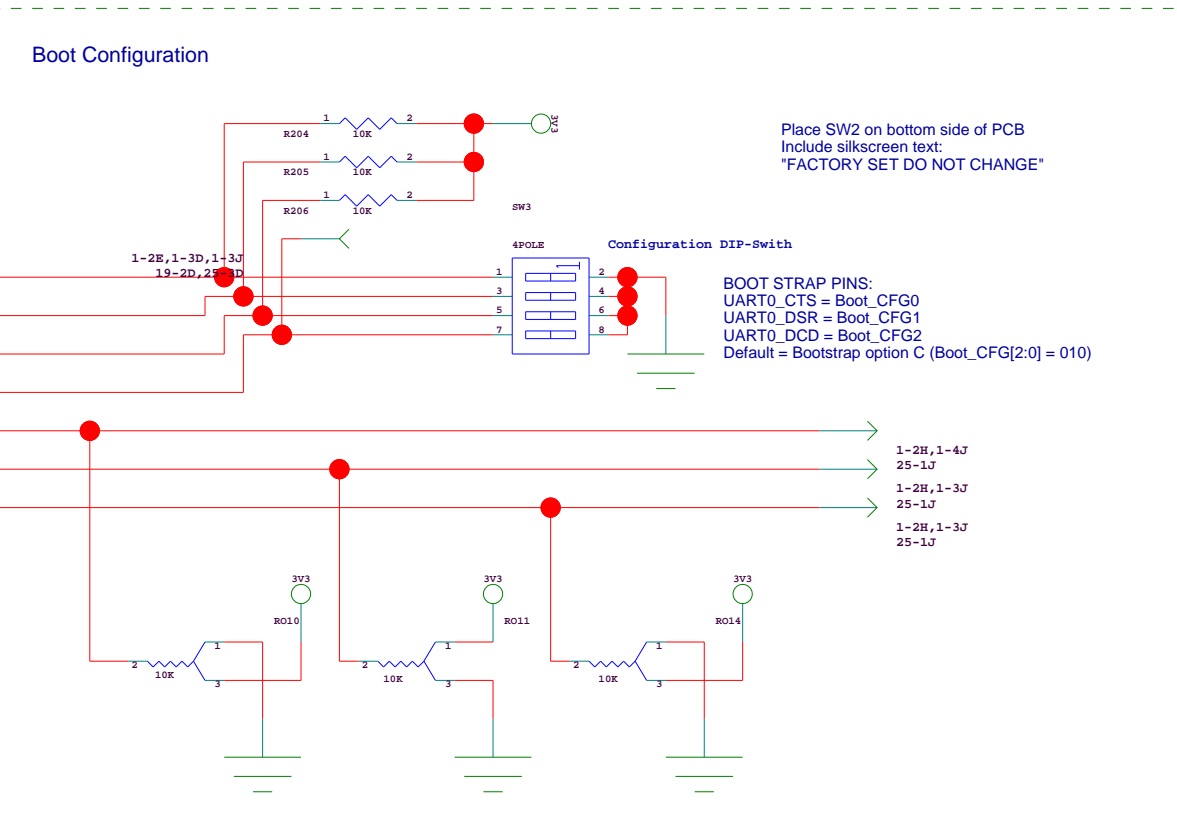 Boot Configuration
1 2
R204 10K
3V3
1 2
R205 10K
1 2
R206 10K
Place SW2 on bottom side of PCB
Include silkscreen text:
"FACTORY SET DO NOT CHANGE"
SW3
4POLE
Configuration DIP-Swith
1-2E,1-3D,1-3J
19-2D,25-3D
1
1 2
3 4
5 6
7 8
BOOT STRAP PINS:
UART0_CTS = Boot_CFG0
UART0_DSR = Boot_CFG1
UART0_DCD = Boot_CFG2
Default = Bootstrap option C (Boot_CFG[2:0] = 010)
1-2H,1-4J
25-1J
1-2H,1-3J
25-1J
1-2H,1-3J
25-1J
3V3
RO10
1
2
10K
3
3V3
RO11
1
2
10K
3
3V3
RO14
1
2
10K
3